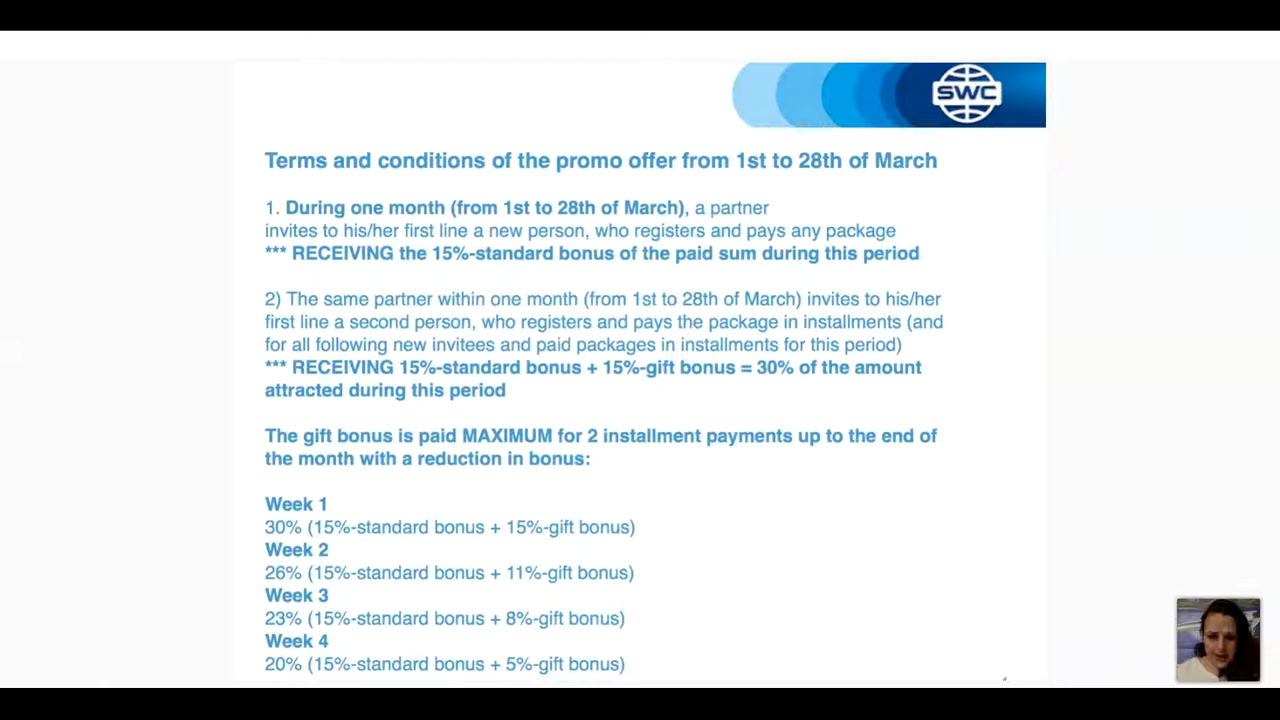 SWC
Terms and conditions of the promo offer from 1st to 28th of March
1. During one month (from 1st to 28th of March), a partner
invites to his/her first line a new person, who registers and pays any package
*** RECEIVING the 15%-standard bonus of the paid sum during this period
2) The same partner within one month (from 1st to 28th of March) invites to his/her
first line a second person, who registers and pays the package in installments (and
for all following new invitees and paid packages in installments for this period)
*** RECEIVING 15%-standard bonus + 15%-gift bonus = 30% of the amount
attracted during this period
The gift bonus is paid MAXIMUM for 2 installment payments up to the end of
the month with a reduction in bonus:
Week 1
30% (15%-standard bonus + 15%-gift bonus)
Week 2
26% (15%-standard bonus + 11%-gift bonus)
Week 3
23% (15%-standard bonus + 8%-gift bonus)
Week 4
20% (15%-standard bonus + 5%-gift bonus)